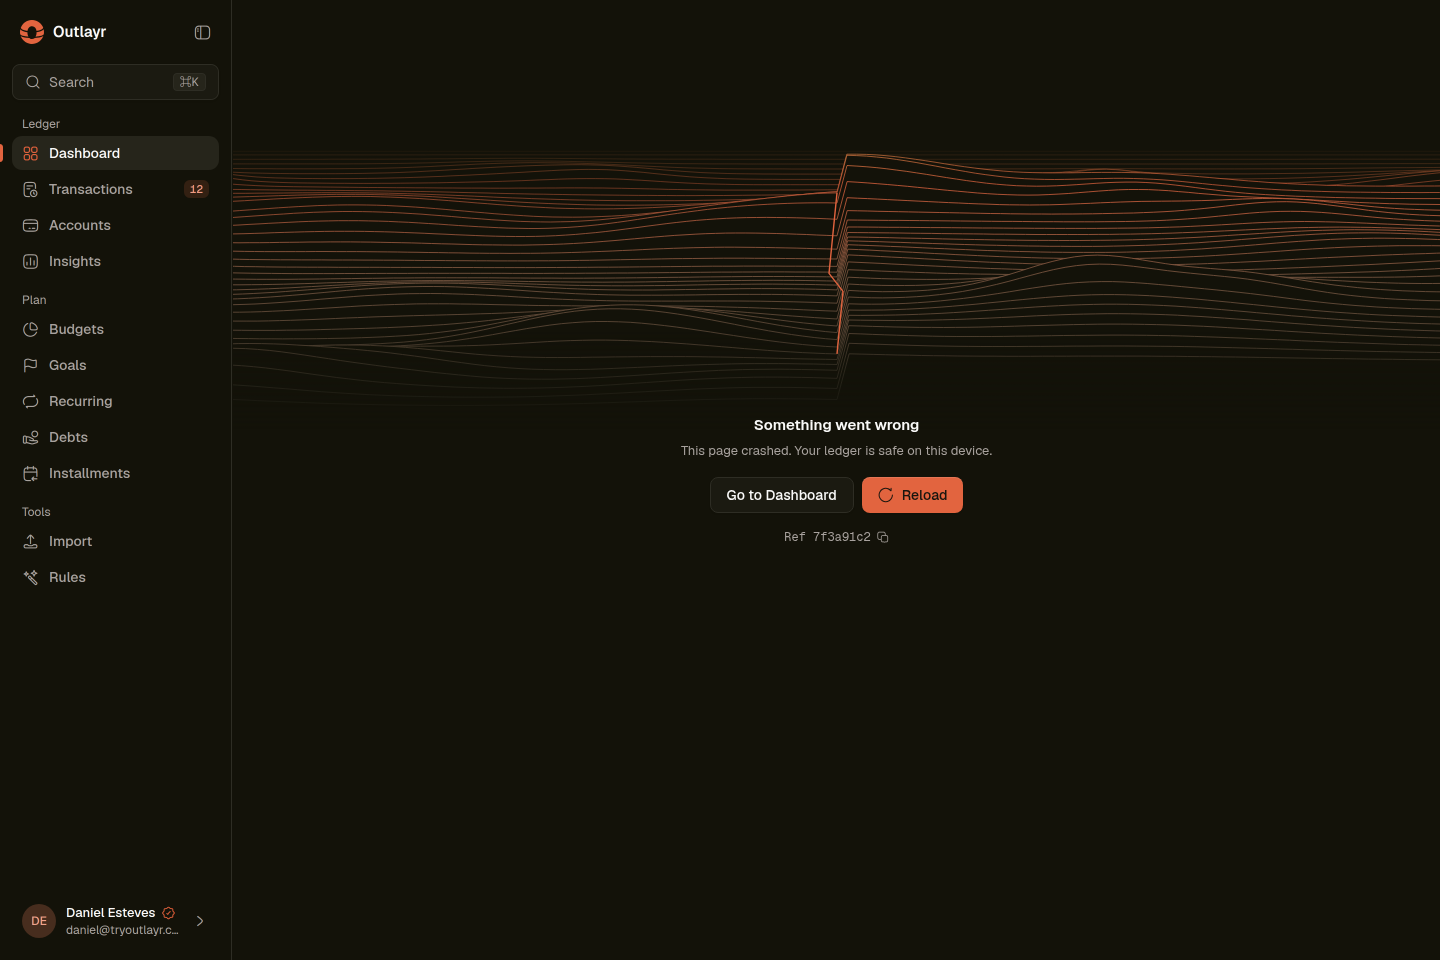 Outlayr
Search ⌘K
Ledger
Dashboard
Transactions 12
Accounts
Insights
Plan
Budgets
Goals
Recurring
Debts
Installments
Tools
Import
Rules
DE
Daniel Esteves
daniel@tryoutlayr.c...
Something went wrong
This page crashed. Your ledger is safe on this device.
Go to Dashboard
Reload
Ref 7f3a91c2